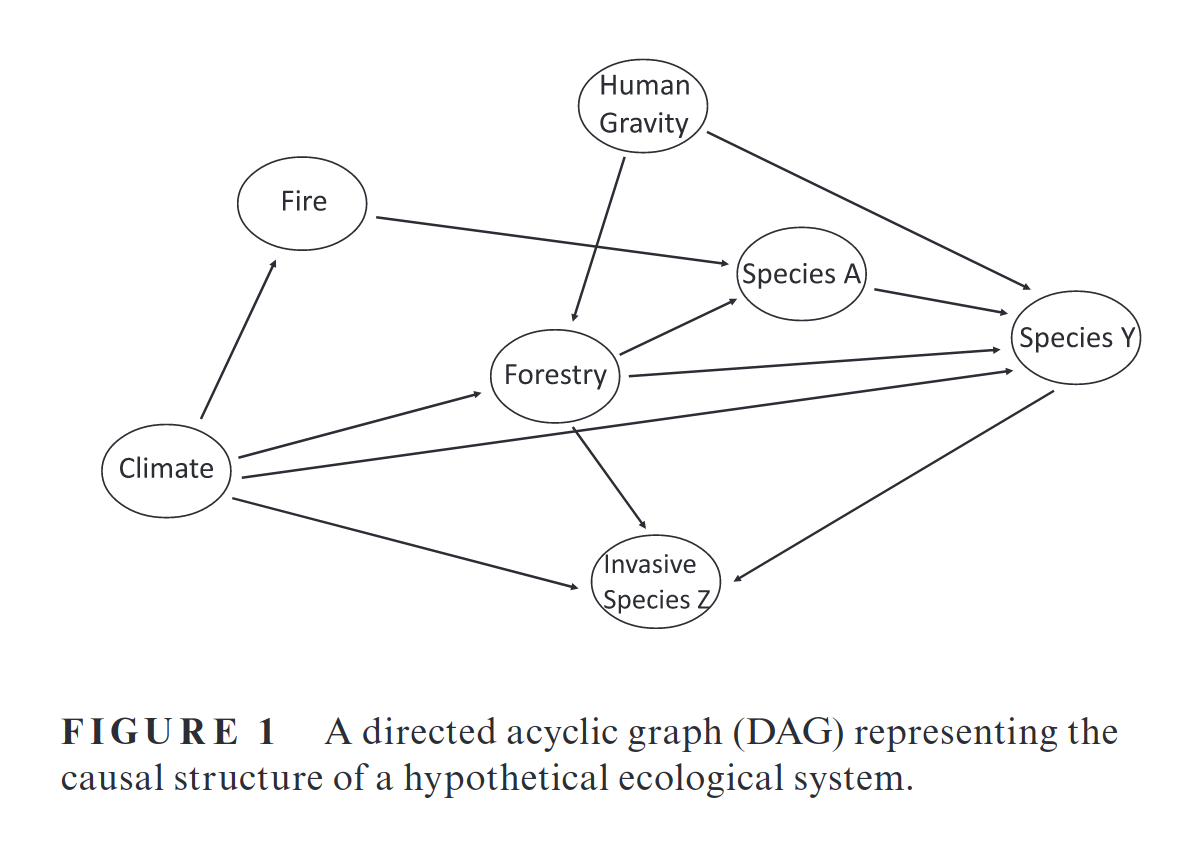 Human
Gravity
Fire
Species A
Species Y
Forestry
Climate
Invasive
Species Z
FIGURE 1 A directed acyclic graph (DAG) representing the
causal structure of a hypothetical ecological system.